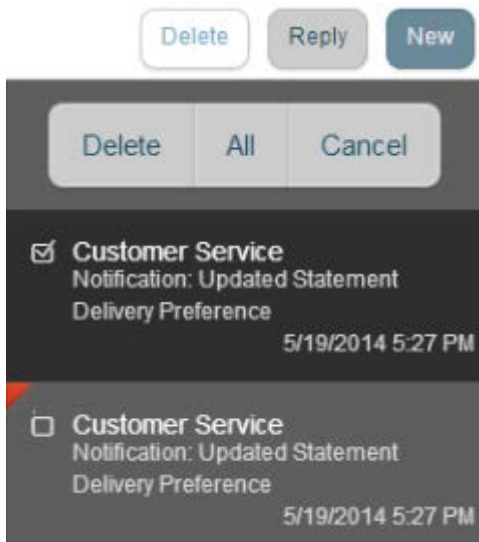 Delete Reply New
Delete All Cancel
Customer Service
Notification: Updated Statement
Delivery Preference
5/19/2014 5:27 PM
Customer Service
Notification: Updated Statement
Delivery Preference
5/19/2014 5:27 PM